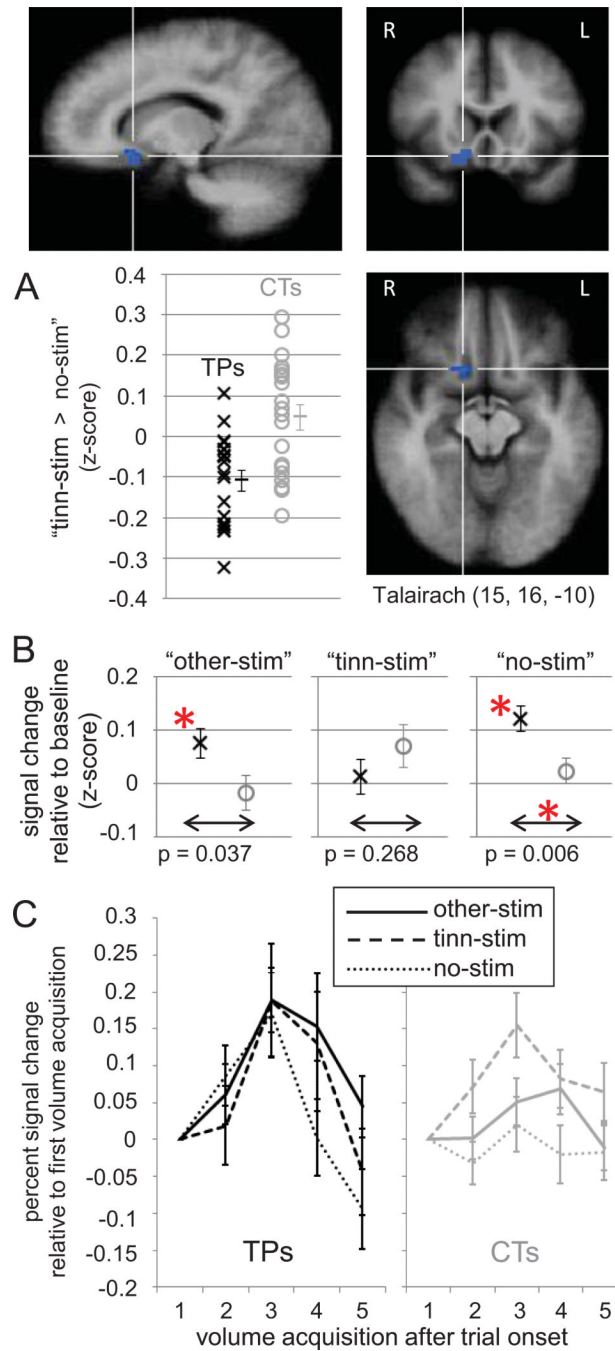 R L
A
"tinn-stim > no-stim"
(z-score)
0.4
0.3
0.2
0.1
0
-0.1
-0.2
-0.3
-0.4
CTs
TPs
R L
Talairach (15, 16, -10)
B
"other-stim" "tinn-stim" "no-stim"
signal change
relative to baseline
(z-score)
0.2
0.1
0
-0.1
* * *
p = 0.037 p = 0.268 p = 0.006
C
percent signal change
relative to first volume acquisition
0.3
0.25
0.2
0.15
0.1
0.05
0
-0.05
-0.1
-0.15
-0.2
other-stim
tinn-stim
no-stim
TPs CTs
1 2 3 4 5 1 2 3 4 5
volume acquisition after trial onset